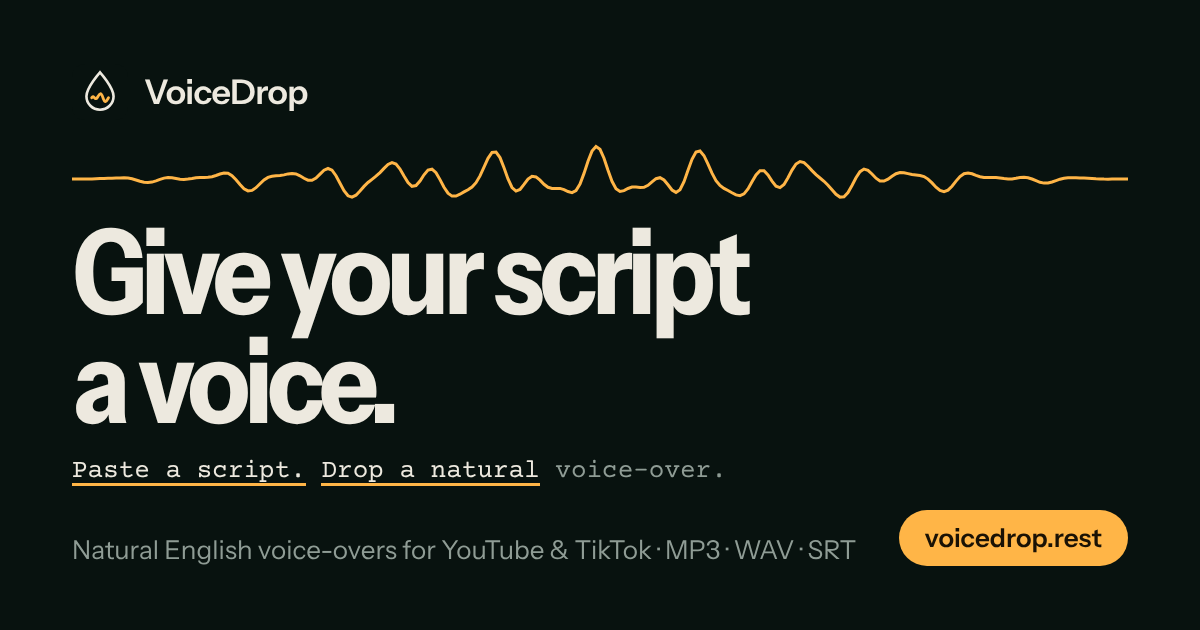 VoiceDrop
Give your script
a voice.
Paste a script. Drop a natural voice-over.
Natural English voice-overs for YouTube & TikTok · MP3 · WAV · SRT
voicedrop.rest